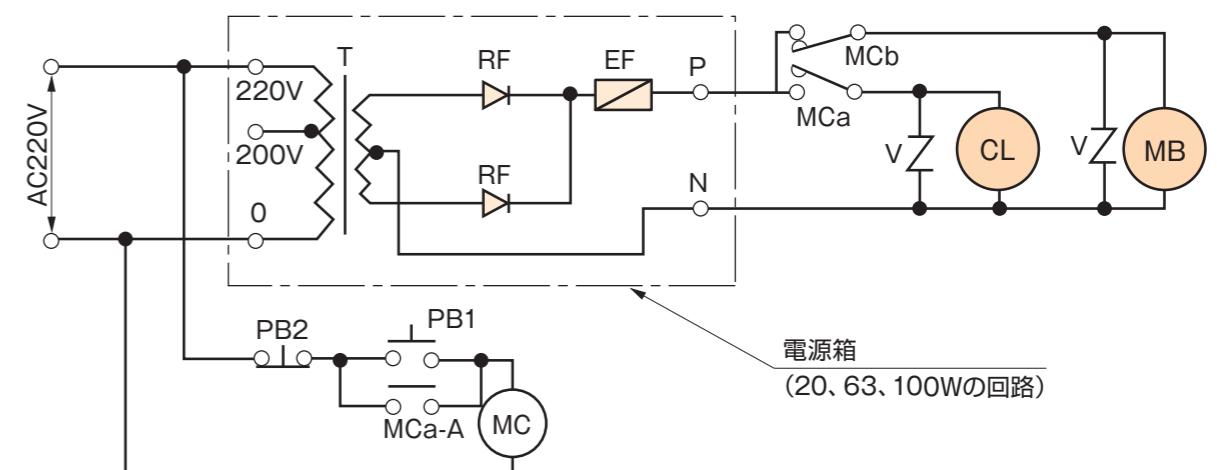 AC220V
220V
200V
0
T
RF
RF
EF
P
N
MCb
MCa
V
CL
V
MB
PB2
PB1
MCa-A
MC
電源箱
（20、63、100Wの回路）